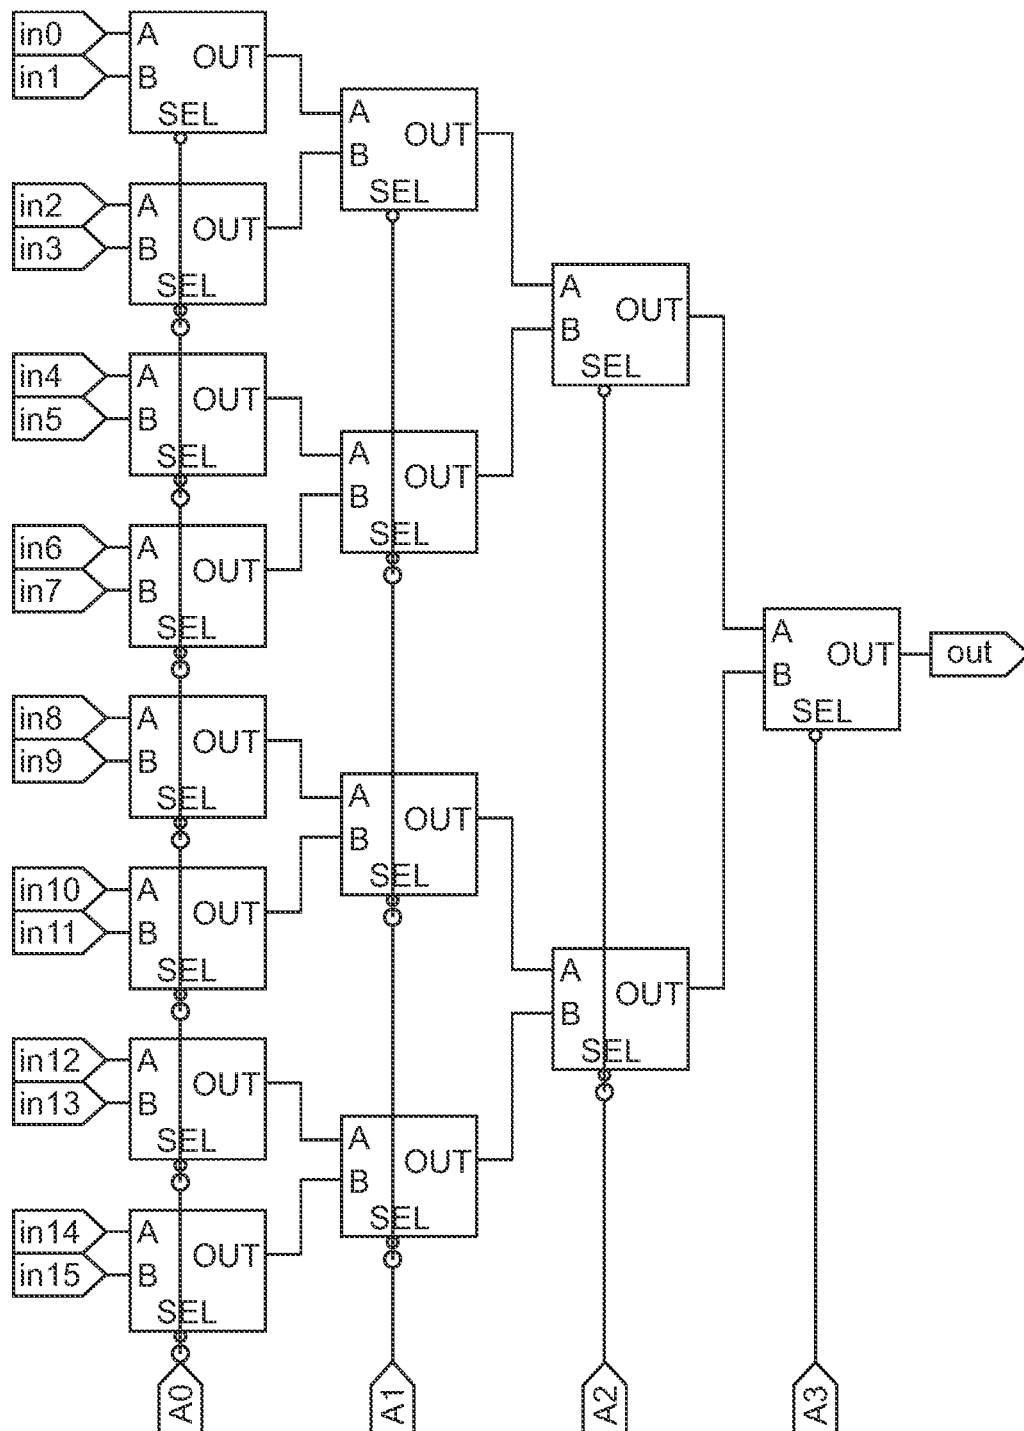 in0
A
OUT
in1
B
SEL
A
OUT
B
SEL
in2
A
OUT
in3
B
SEL
A
OUT
B
SEL
in4
A
OUT
in5
B
SEL
A
OUT
B
SEL
in6
A
OUT
in7
B
SEL
A
OUT
out
B
SEL
in8
A
OUT
in9
B
SEL
A
OUT
B
SEL
in10
A
OUT
in11
B
SEL
A
OUT
B
SEL
in12
A
OUT
in13
B
SEL
A
OUT
B
SEL
in14
A
OUT
in15
B
SEL
A0
A1
A2
A3